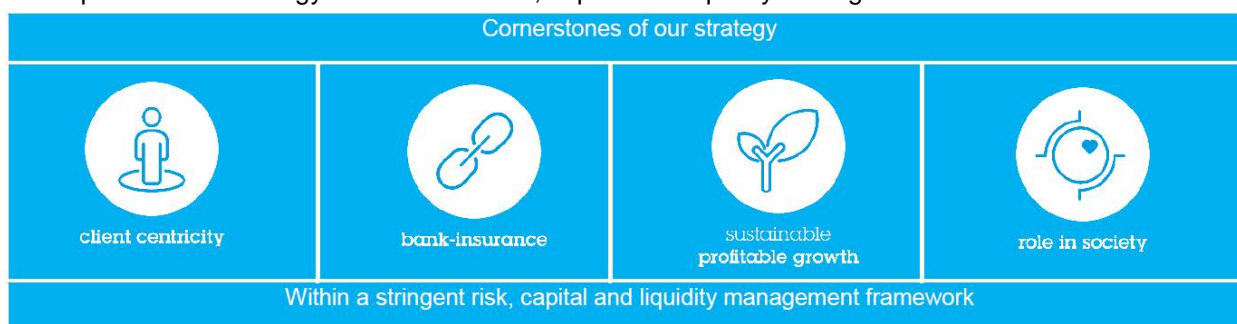 Cornerstones of our strategy
client centricity
bank-insurance
sustainable
profitable growth
role in society
Within a stringent risk, capital and liquidity management framework